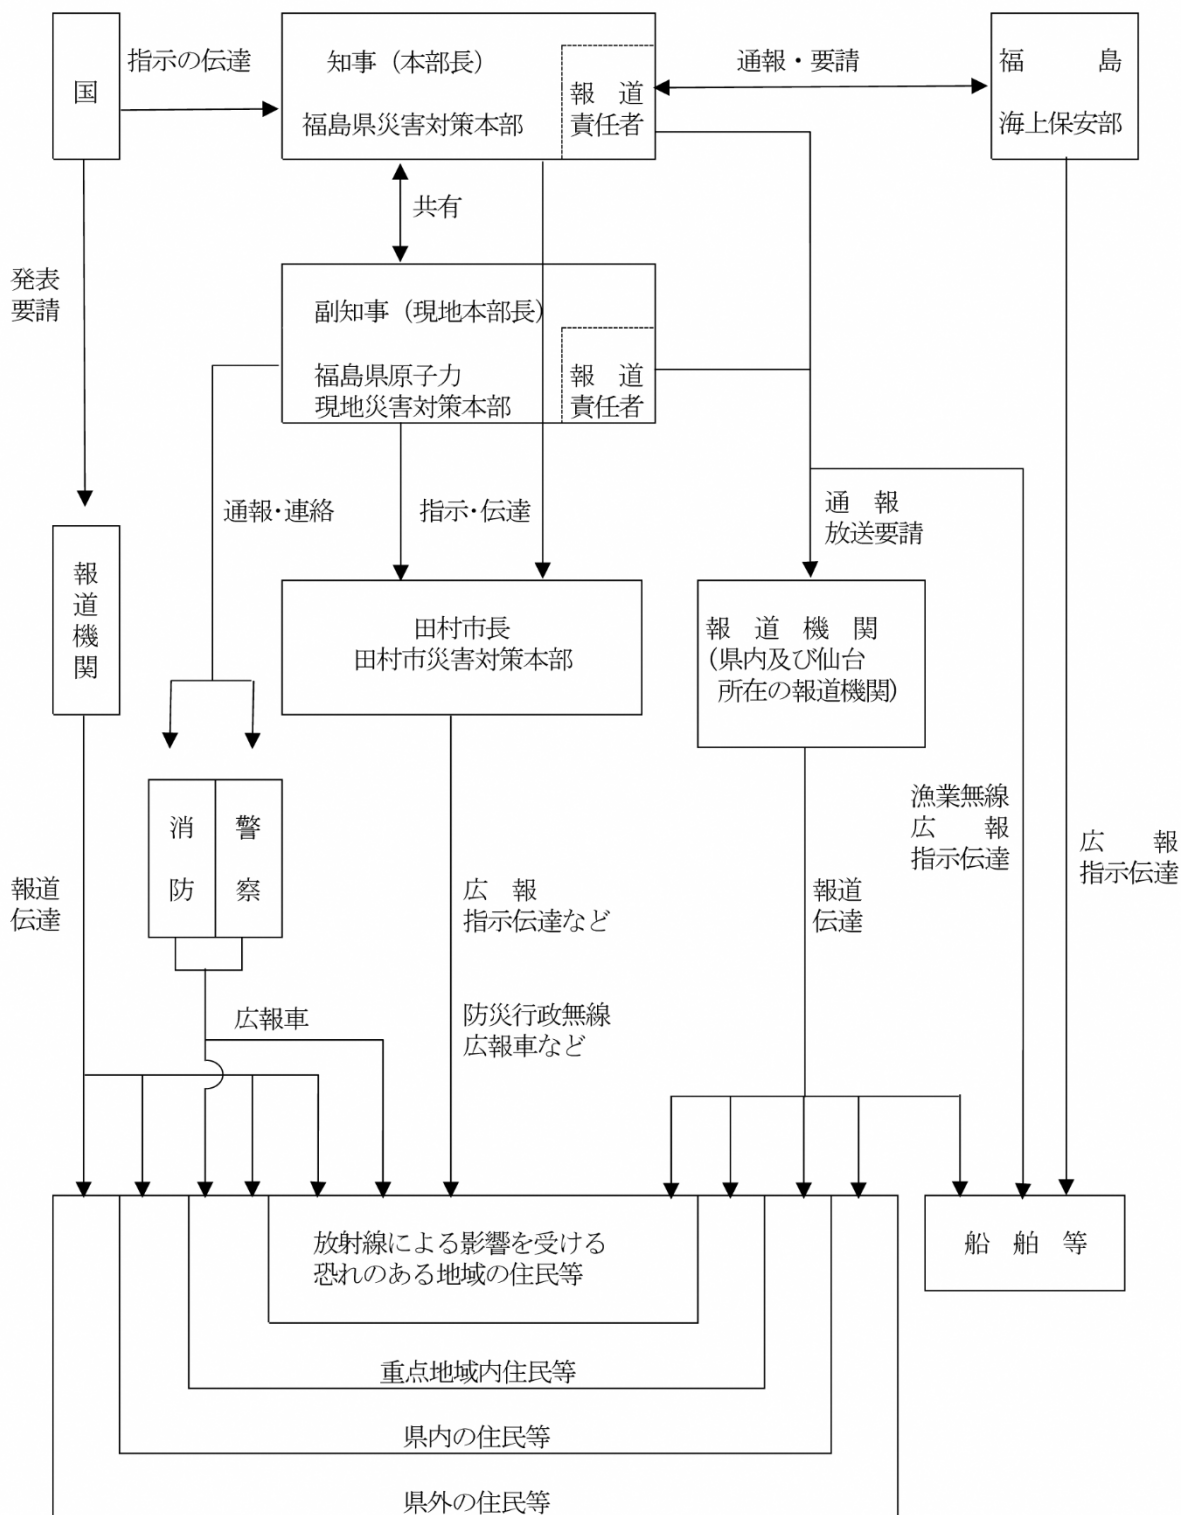 国
指示の伝達
知事（本部長）
福島県災害対策本部
報　道
責任者
通報・要請
福　　島
海上保安部
共有
発表
要請
副知事（現地本部長）
福島県原子力
現地災害対策本部
報　道
責任者
通報・連絡
指示・伝達
通　報
放送要請
報
道
機
関
田村市長
田村市災害対策本部
報　道　機　関
（県内及び仙台
所在の報道機関）
消
防
警
察
漁業無線
広　　報
指示伝達
広　　報
指示伝達
報道
伝達
広　報
指示伝達など
報道
伝達
広報車
防災行政無線
広報車など
放射線による影響を受ける
恐れのある地域の住民等
船　舶　等
重点地域内住民等
県内の住民等
県外の住民等